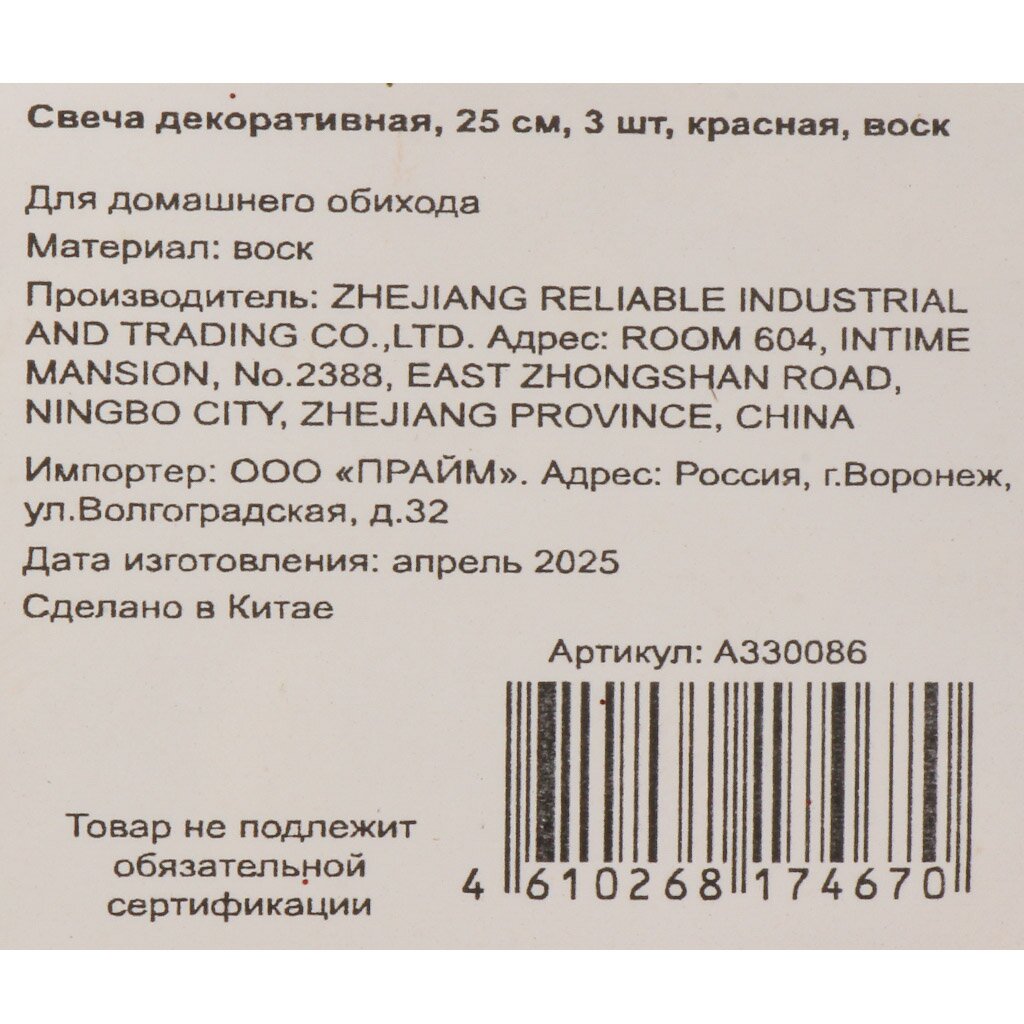 Свеча декоративная, 25 см, 3 шт, красная, воск
Для домашнего обихода
Материал: воск
Производитель: ZHEJIANG RELIABLE INDUSTRIAL
AND TRADING CO.,LTD. Адрес: ROOM 604, INTIME
MANSION, No.2388, EAST ZHONGSHAN ROAD,
NINGBO CITY, ZHEJIANG PROVINCE, CHINA
Импортер: ООО «ПРАЙМ». Адрес: Россия, г.Воронеж,
ул.Волгоградская, д.32
Дата изготовления: апрель 2025
Сделано в Китае
Артикул: A330086
Товар не подлежит
обязательной
сертификации
4 610268 174670